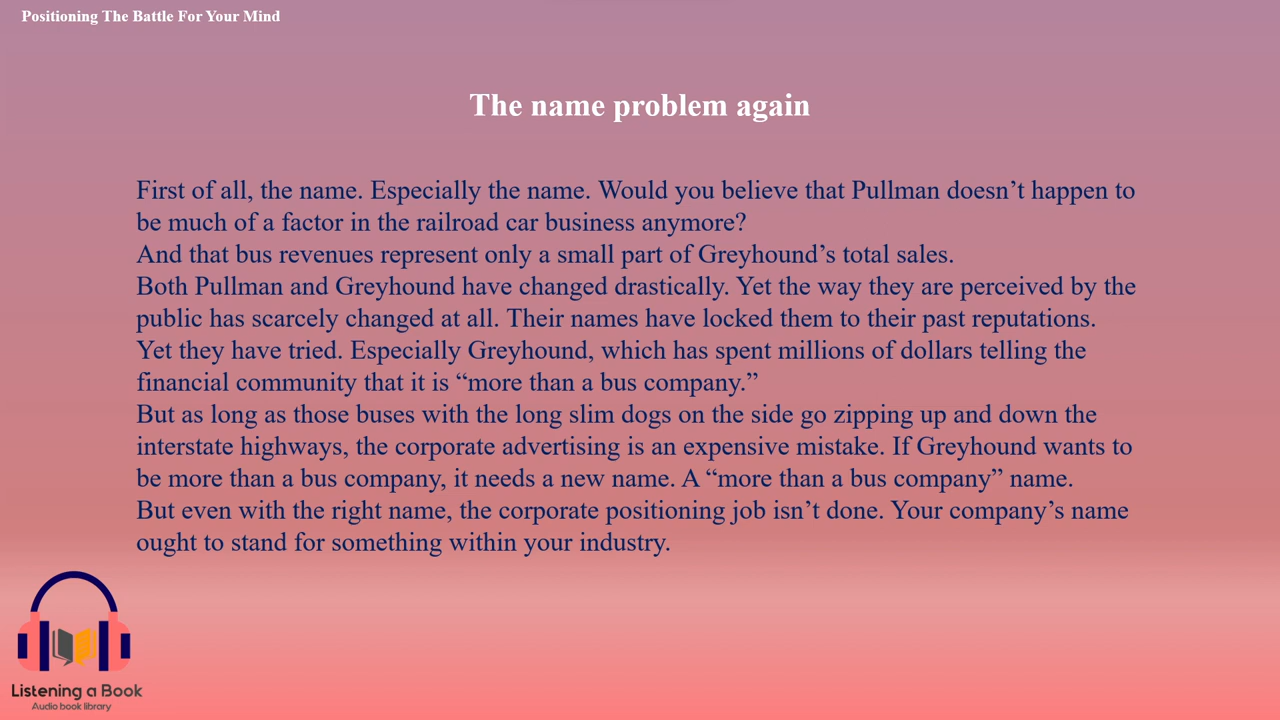 Positioning The Battle For Your Mind
The name problem again
First of all, the name. Especially the name. Would you believe that Pullman doesn’t happen to
be much of a factor in the railroad car business anymore?
And that bus revenues represent only a small part of Greyhound’s total sales.
Both Pullman and Greyhound have changed drastically. Yet the way they are perceived by the
public has scarcely changed at all. Their names have locked them to their past reputations.
Yet they have tried. Especially Greyhound, which has spent millions of dollars telling the
financial community that it is “more than a bus company.”
But as long as those buses with the long slim dogs on the side go zipping up and down the
interstate highways, the corporate advertising is an expensive mistake. If Greyhound wants to
be more than a bus company, it needs a new name. A “more than a bus company” name.
But even with the right name, the corporate positioning job isn’t done. Your company’s name
ought to stand for something within your industry.
Listening a Book
Audio book library